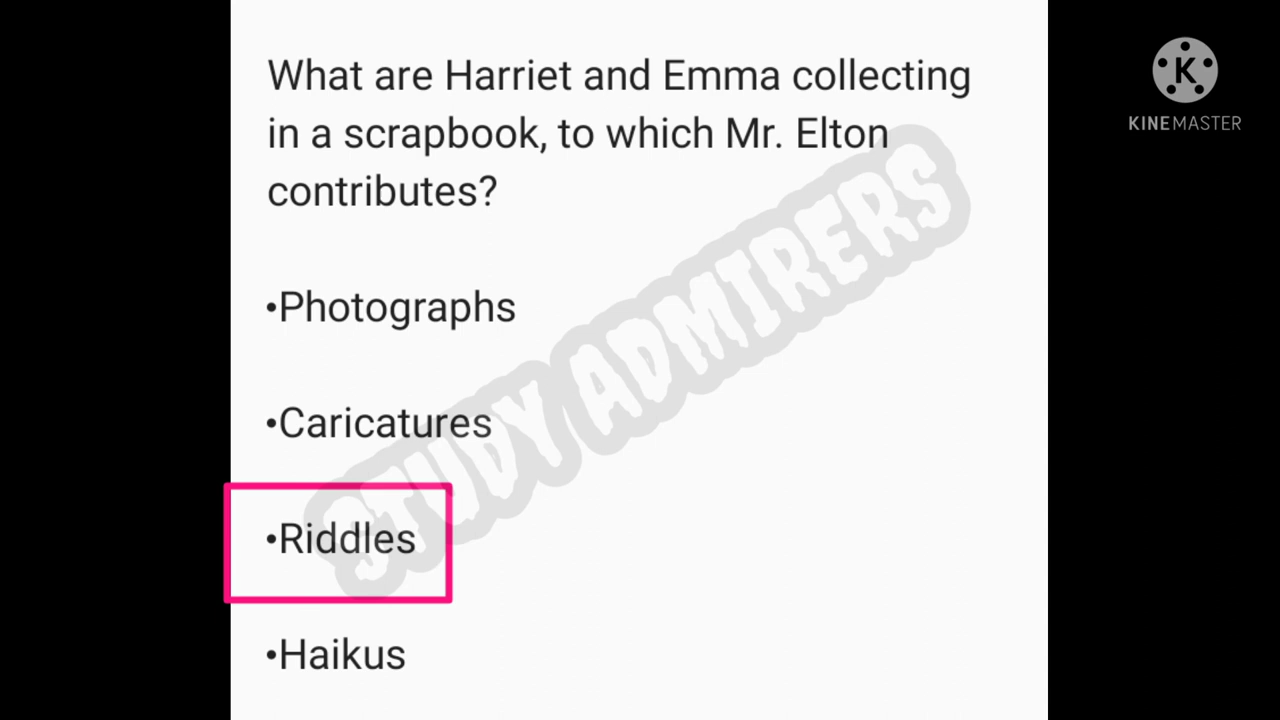 What are Harriet and Emma collecting
in a scrapbook, to which Mr. Elton
contributes?
•Photographs
•Caricatures
•Riddles
•Haikus
STUDY ADMIRERS
K
KINEMASTER